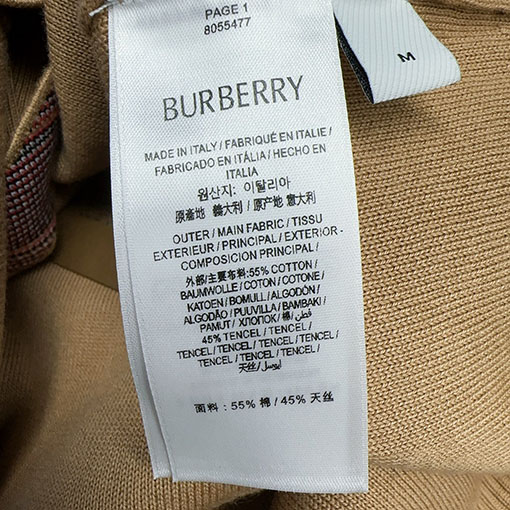 PAGE 1
8055477
M
BURBERRY
MADE IN ITALY / FABRIQUÉ EN ITALIE /
FABRICADO EN ITÁLIA / HECHO EN
ITALIA
원산지: 이탈리아
原產地 義大利 / 原产地 意大利
OUTER / MAIN FABRIC / TISSU
EXTERIEUR / PRINCIPAL / EXTERIOR -
COMPOSICION PRINCIPAL
外部/主要布料:55% COTTON /
BAUMWOLLE / COTON / COTONE /
KATOEN / BOMULL / ALGODÓN /
ALGODÃO / PUUVILLA / BAMBAKI /
PAMUT / ХЛОПОК / 棉 / قطن /
45% TENCEL / TENCEL / TENCEL /
TENCEL / TENCEL / TENCEL / TENCEL /
TENCEL / TENCEL / TENCEL /
天丝 /
面料: 55% 棉 / 45% 天丝